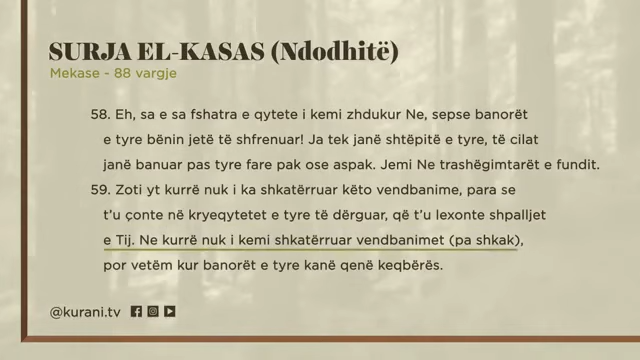 SURJA EL-KASAS (Ndodhitë)
Mekase - 88 vargje
58. Eh, sa e sa fshatra e qytete i kemi zhdukur Ne, sepse banorët
e tyre bënin jetë të shfrenuar! Ja tek janë shtëpitë e tyre, të cilat
janë banuar pas tyre fare pak ose aspak. Jemi Ne trashëgimtarët e fundit.
59. Zoti yt kurrë nuk i ka shkatërruar këto vendbanime, para se
t'u çonte në kryeqytetet e tyre të dërguar, që t'u lexonte shpalljet
e Tij. Ne kurrë nuk i kemi shkatërruar vendbanimet (pa shkak),
por vetëm kur banorët e tyre kanë qenë keqbërës.
@kurani.tv